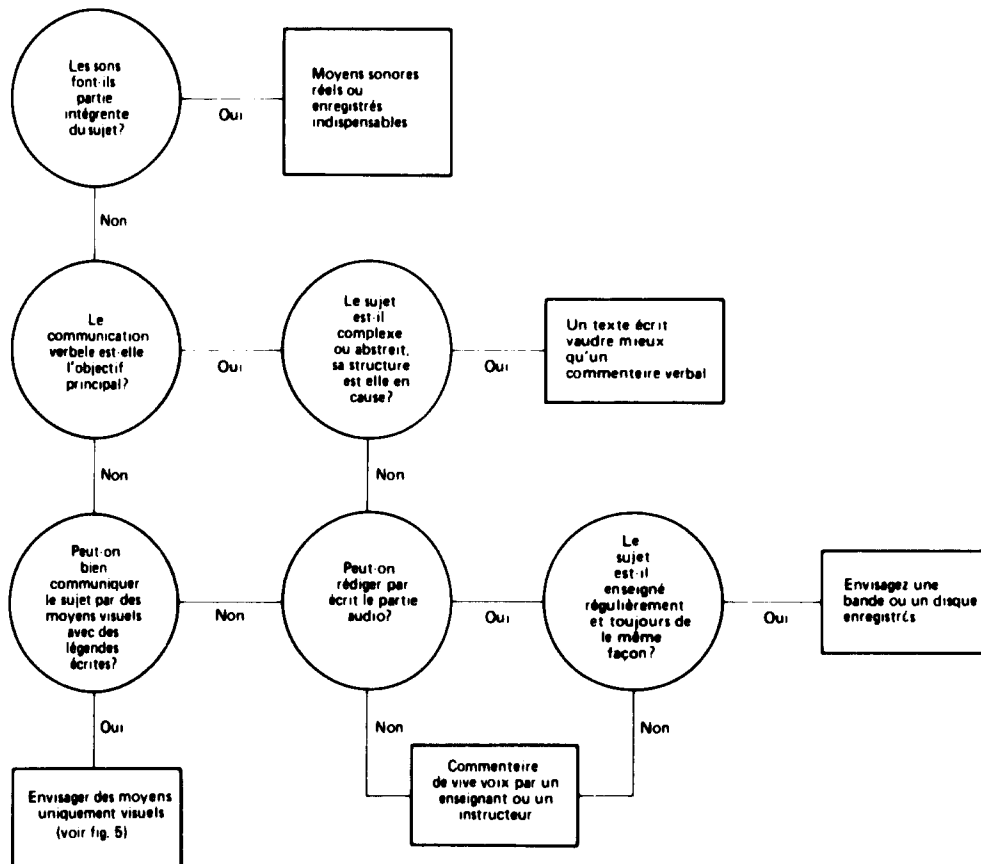 Les sons
font-ils
partie
intégrente
du sujet?
Oui
Moyens sonores
réels ou
enregistrés
indispensables
Non
Le
communication
verbele est-elle
l'objectif
principal?
Oui
Le sujet
est-il
complexe
ou abstreit,
sa structure
est elle en
cause?
Oui
Un texte écrit
vaudre mieux
qu'un
commenteire verbal
Non
Non
Peut-on
bien
communiquer
le sujet par des
moyens visuels
avec des
légendes
écrites?
Non
Peut-on
rédiger par
écrit le partie
audio?
Oui
Le
sujet
est-il
enseigné
régulièrement
et toujours de
le même
façon?
Oui
Envisagez une
bande ou un disque
enregistrés
Oui
Non
Non
Envisager des moyens
uniquement visuels
(voir fig. 5)
Commenteire
de vive voix par un
enseignant ou un
instructeur